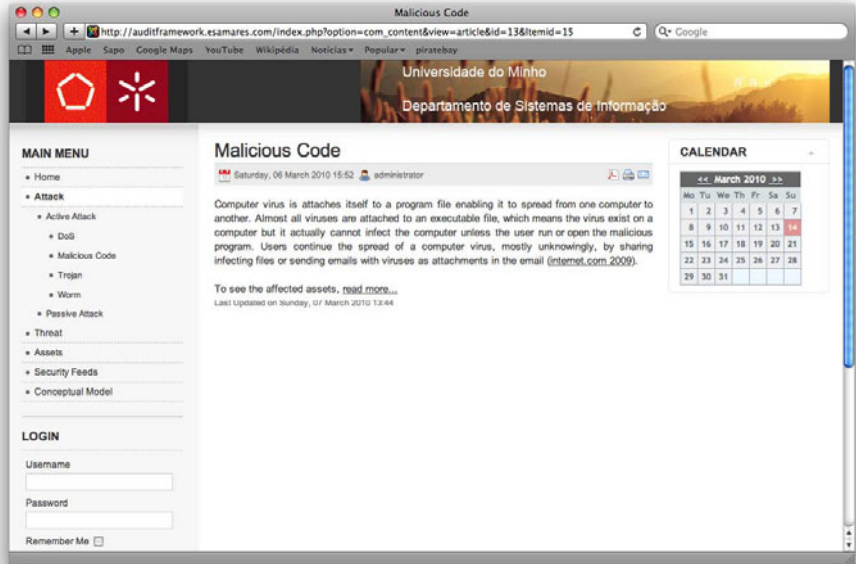 Malicious Code
http://auditframework.esamares.com/index.php?option=com_content&view=article&id=13&Itemid=15
Google
Apple Sapo Google Maps YouTube Wikipédia Notícias Popular piratebay
Universidade do Minho
Departamento de Sistemas de Informação
MAIN MENU
Home
Attack
Active Attack
DoS
Malicious Code
Trojan
Worm
Passive Attack
Threat
Assets
Security Feeds
Conceptual Model
LOGIN
Username
Password
Remember Me
Malicious Code
Saturday, 06 March 2010 15:52 administrator
Computer virus is attaches itself to a program file enabling it to spread from one computer to
another. Almost all viruses are attached to an executable file, which means the virus exist on a
computer but it actually cannot infect the computer unless the user run or open the malicious
program. Users continue the spread of a computer virus, mostly unknowingly, by sharing
infecting files or sending emails with viruses as attachments in the email (internet.com 2009).
To see the affected assets, read more...
Last Updated on Sunday, 07 March 2010 13:44
CALENDAR
<< March 2010 >>
Mo Tu We Th Fr Sa Su
1 2 3 4 5 6 7
8 9 10 11 12 13 14
15 16 17 18 19 20 21
22 23 24 25 26 27 28
29 30 31